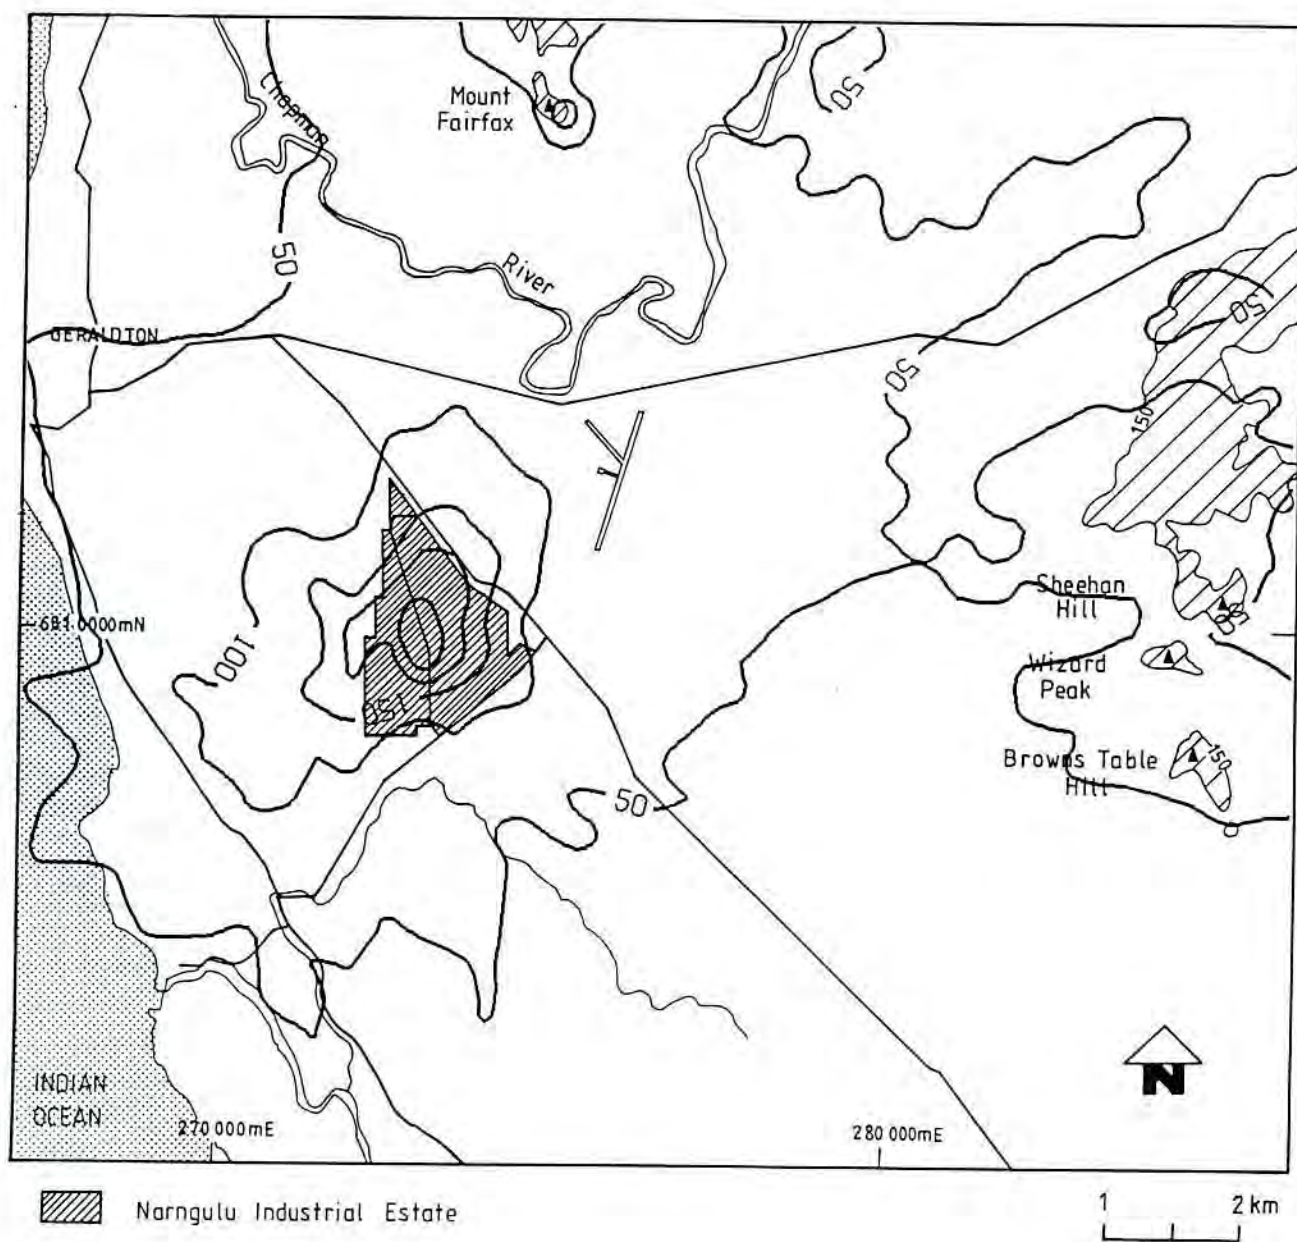 50
Mount
Fairfax
Chapman
River
50
GERALDTON
50
50
150
6810000mN
100
150
Sheehan
Hill
Wizard
Peak
Browns Table
Hill
150
50
INDIAN
OCEAN
270 000mE
280 000mE
N
Narngulu Industrial Estate
1
2 km